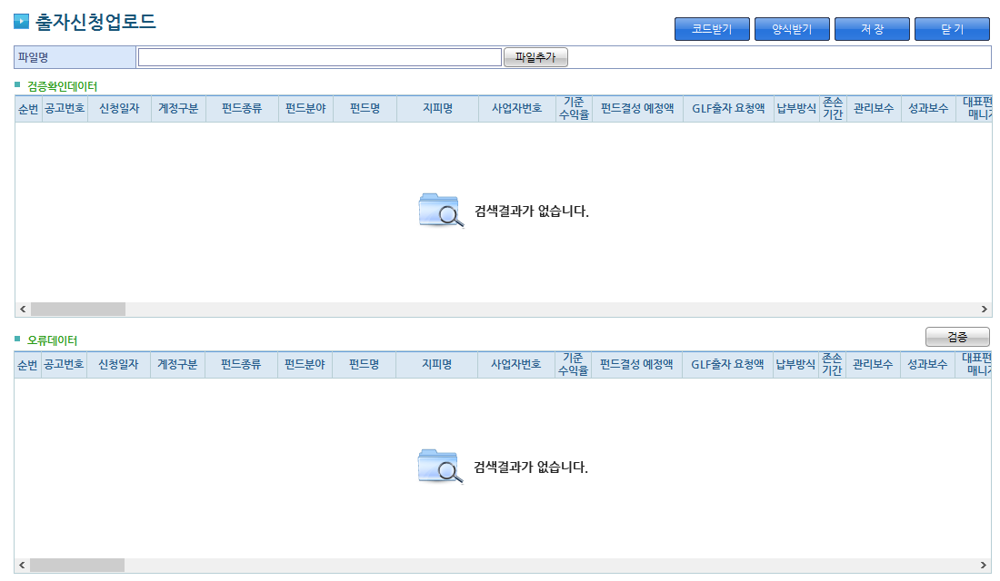 출자신청업로드
코드받기 양식받기 저 장 닫 기
파일명 파일추가
검증확인데이터
순번 공고번호 신청일자 계정구분 펀드종류 펀드분야 펀드명 지피명 사업자번호 기준 수익율 펀드결성 예정액 GLF출자 요청액 납부방식 존손 기간 관리보수 성과보수 대표펀
검색결과가 없습니다.
오류데이터 검증
순번 공고번호 신청일자 계정구분 펀드종류 펀드분야 펀드명 지피명 사업자번호 기준 수익율 펀드결성 예정액 GLF출자 요청액 납부방식 존손 기간 관리보수 성과보수 대표펀
검색결과가 없습니다.